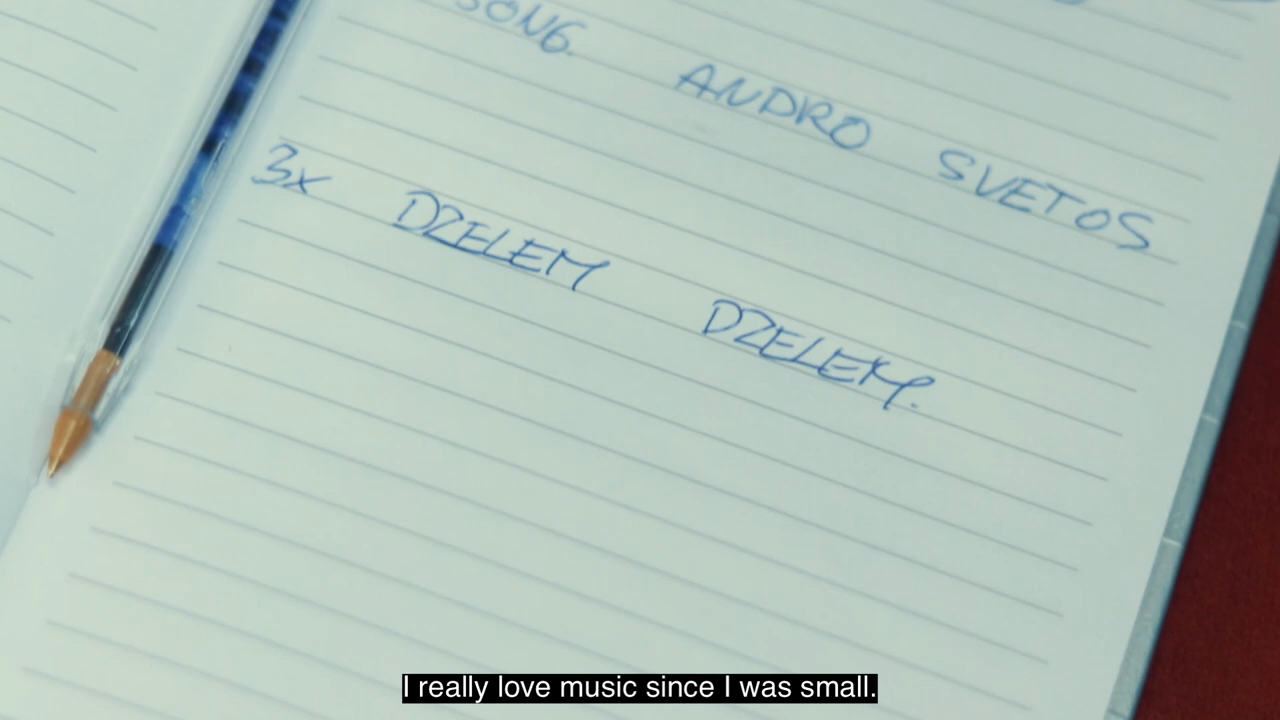 SONG. ANDRO SVETOS
3x DZELEM DZELEM.
I really love music since I was small.